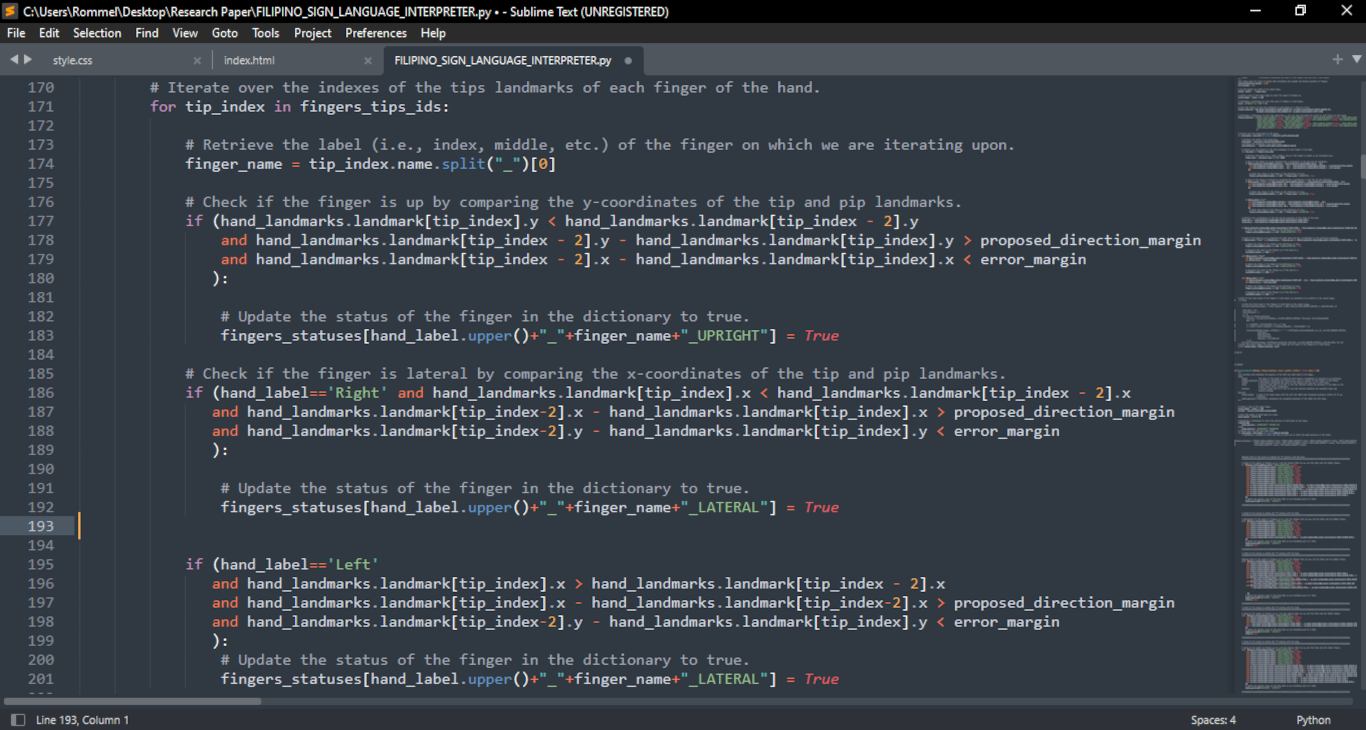 C:\Users\Rommel\Desktop\Research Paper\FILIPINO_SIGN_LANGUAGE_INTERPRETER.py • - Sublime Text (UNREGISTERED)
File Edit Selection Find View Goto Tools Project Preferences Help
style.css × index.html × FILIPINO_SIGN_LANGUAGE_INTERPRETER.py
170 # Iterate over the indexes of the tips landmarks of each finger of the hand.
171 for tip_index in fingers_tips_ids:
172
173 # Retrieve the label (i.e., index, middle, etc.) of the finger on which we are iterating upon.
174 finger_name = tip_index.name.split("_")[0]
175
176 # Check if the finger is up by comparing the y-coordinates of the tip and pip landmarks.
177 if (hand_landmarks.landmark[tip_index].y < hand_landmarks.landmark[tip_index - 2].y
178 and hand_landmarks.landmark[tip_index - 2].y - hand_landmarks.landmark[tip_index].y > proposed_direction_margin
179 and hand_landmarks.landmark[tip_index - 2].x - hand_landmarks.landmark[tip_index].x < error_margin
180 ):
181
182 # Update the status of the finger in the dictionary to true.
183 fingers_statuses[hand_label.upper()+"_"+finger_name+"_UPRIGHT"] = True
184
185 # Check if the finger is lateral by comparing the x-coordinates of the tip and pip landmarks.
186 if (hand_label=='Right' and hand_landmarks.landmark[tip_index].x < hand_landmarks.landmark[tip_index - 2].x
187 and hand_landmarks.landmark[tip_index-2].x - hand_landmarks.landmark[tip_index].x > proposed_direction_margin
188 and hand_landmarks.landmark[tip_index-2].y - hand_landmarks.landmark[tip_index].y < error_margin
189 ):
190
191 # Update the status of the finger in the dictionary to true.
192 fingers_statuses[hand_label.upper()+"_"+finger_name+"_LATERAL"] = True
193
194
195 if (hand_label=='Left'
196 and hand_landmarks.landmark[tip_index].x > hand_landmarks.landmark[tip_index - 2].x
197 and hand_landmarks.landmark[tip_index].x - hand_landmarks.landmark[tip_index-2].x > proposed_direction_margin
198 and hand_landmarks.landmark[tip_index-2].y - hand_landmarks.landmark[tip_index].y < error_margin
199 ):
200 # Update the status of the finger in the dictionary to true.
201 fingers_statuses[hand_label.upper()+"_"+finger_name+"_LATERAL"] = True
Line 193, Column 1 Spaces: 4 Python